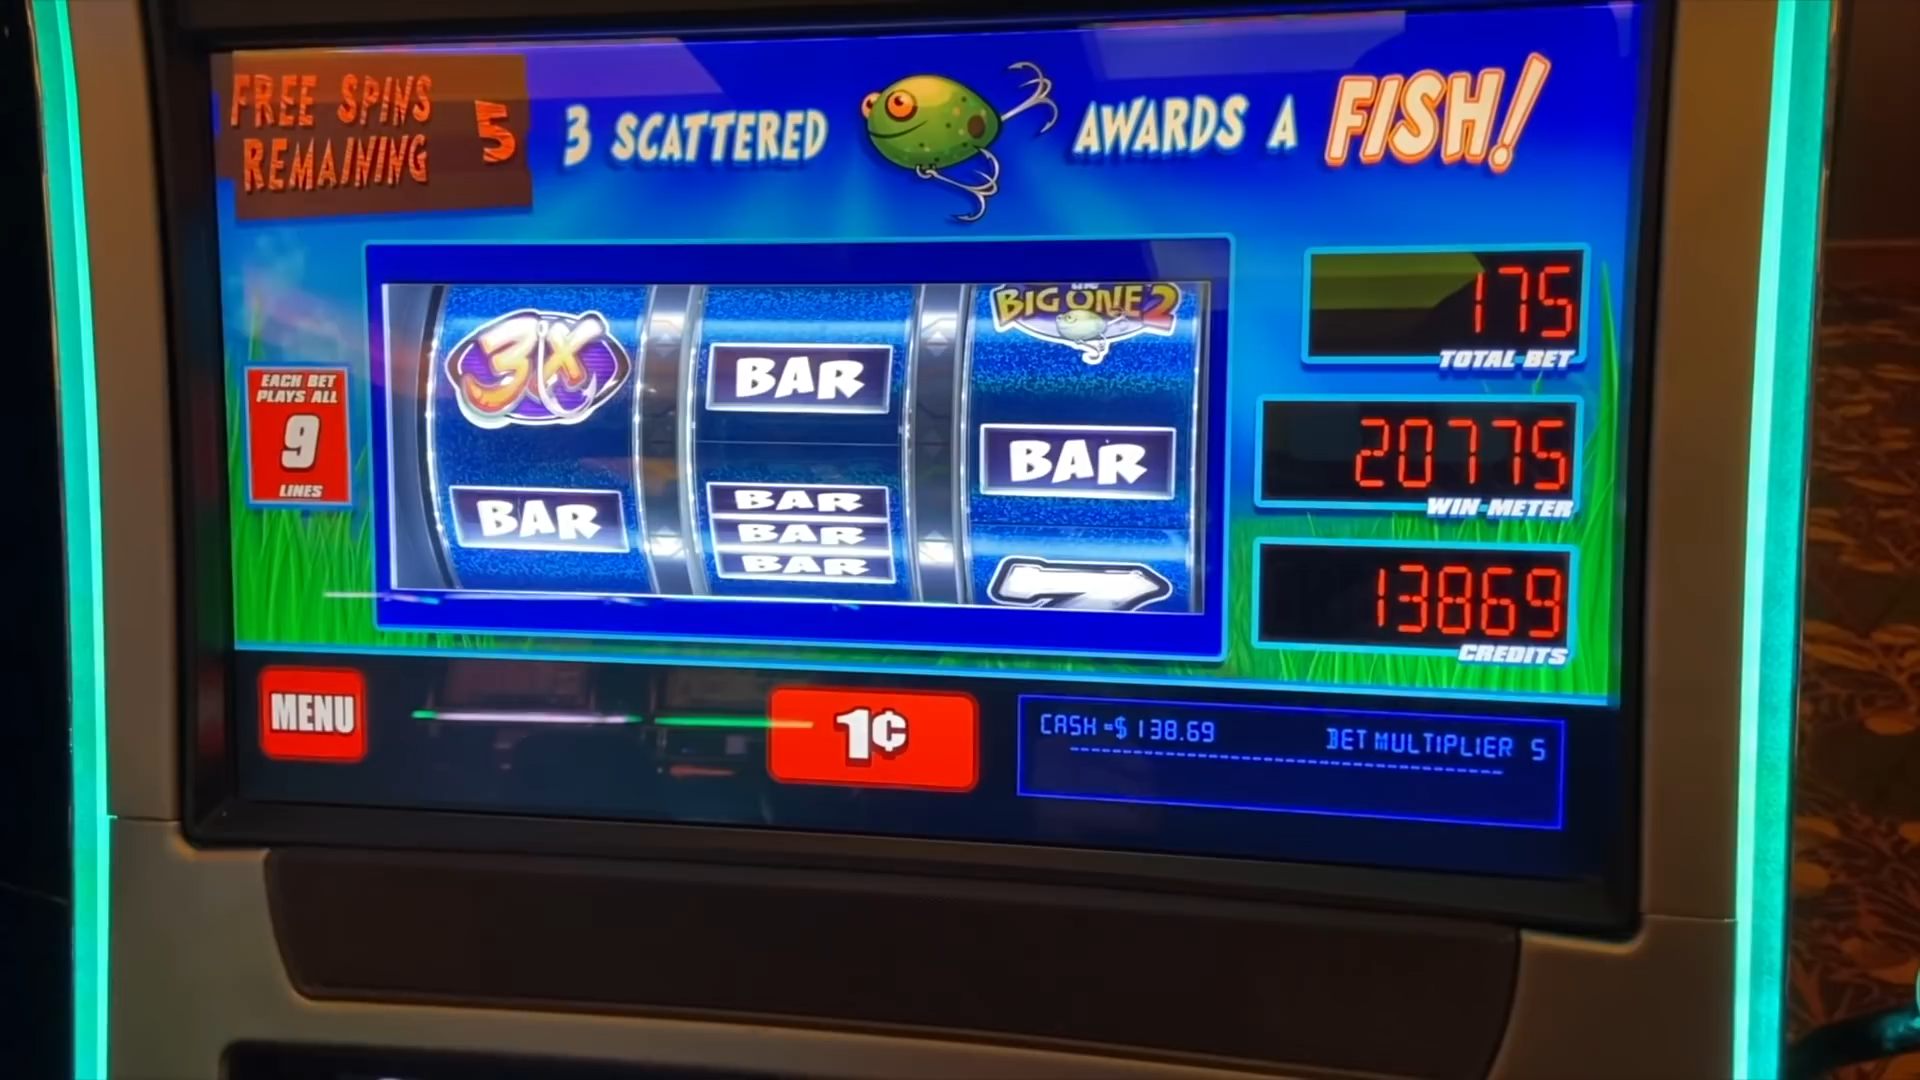 FREE SPINS
REMAINING
5
3 SCATTERED
AWARDS A
FISH!
EACH BET
PLAYS ALL
9
LINES
3X
BAR
BAR
BAR
BAR
BAR
BIG ONE 2
BAR
7
175
TOTAL BET
20775
WIN METER
13869
CREDITS
MENU
1¢
CASH =$ 138.69
BET MULTIPLIER 5